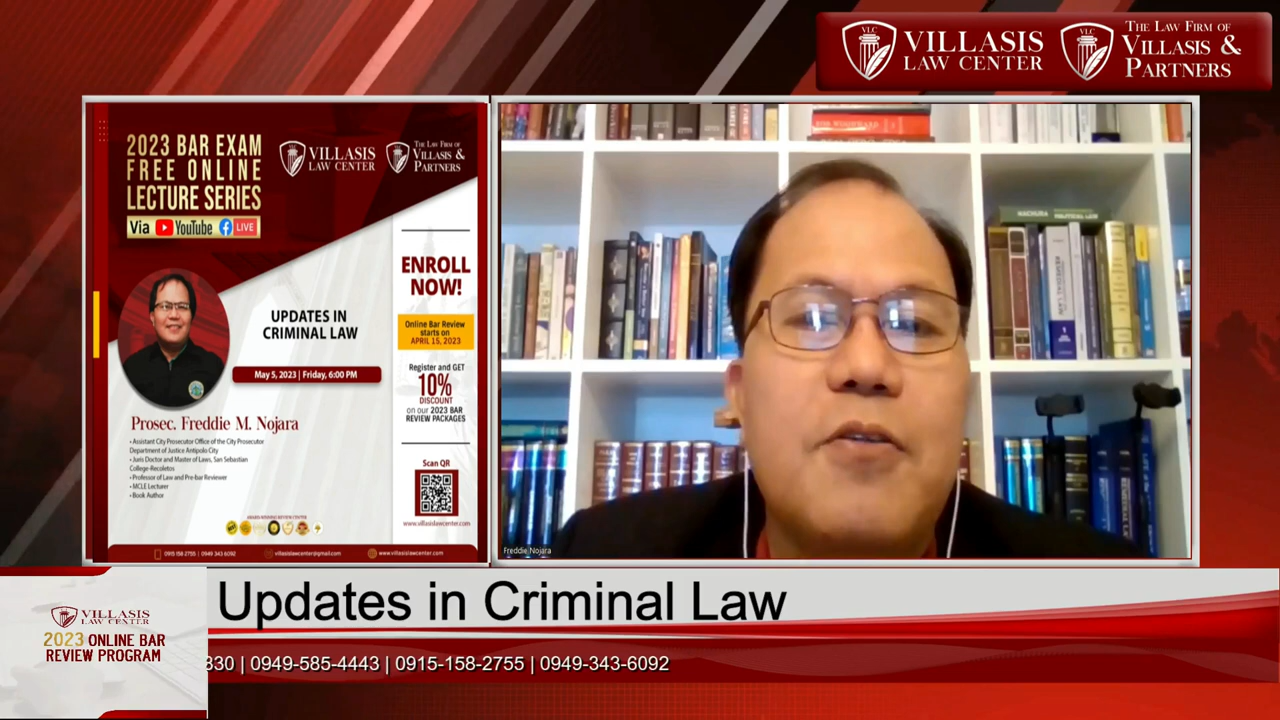 VLC
VILLASIS
LAW CENTER
VLC
THE LAW FIRM OF
VILLASIS &
PARTNERS
2023 BAR EXAM
FREE ONLINE
LECTURE SERIES
Via YouTube LIVE
VILLASIS
LAW CENTER
THE LAW FIRM OF
VILLASIS &
PARTNERS
UPDATES IN
CRIMINAL LAW
May 5, 2023 | Friday, 6:00 PM
Prosec. Freddie M. Nojara
• Assistant City Prosecutor Office of the City Prosecutor
Department of Justice Antipolo City
• Juris Doctor and Master of Laws, San Sebastian
College-Recoletos
• Professor of Law and Pre-bar Reviewer
• MCLE Lecturer
• Book Author
ENROLL
NOW!
Online Bar Review
starts on
APRIL 15, 2023
Register and GET
10%
DISCOUNT
on our 2023 BAR
REVIEW PACKAGES
Scan QR
www.villasislawcenter.com
0915 158 2755 | 0949 343 6092
villasislawcenter@gmail.com
www.villasislawcenter.com
POLITICAL LAW
REMEDIAL LAW
Freddie Nojara
Updates in Criminal Law
VILLASIS
LAW CENTER
2023 ONLINE BAR
REVIEW PROGRAM
830 | 0949-585-4443 | 0915-158-2755 | 0949-343-6092